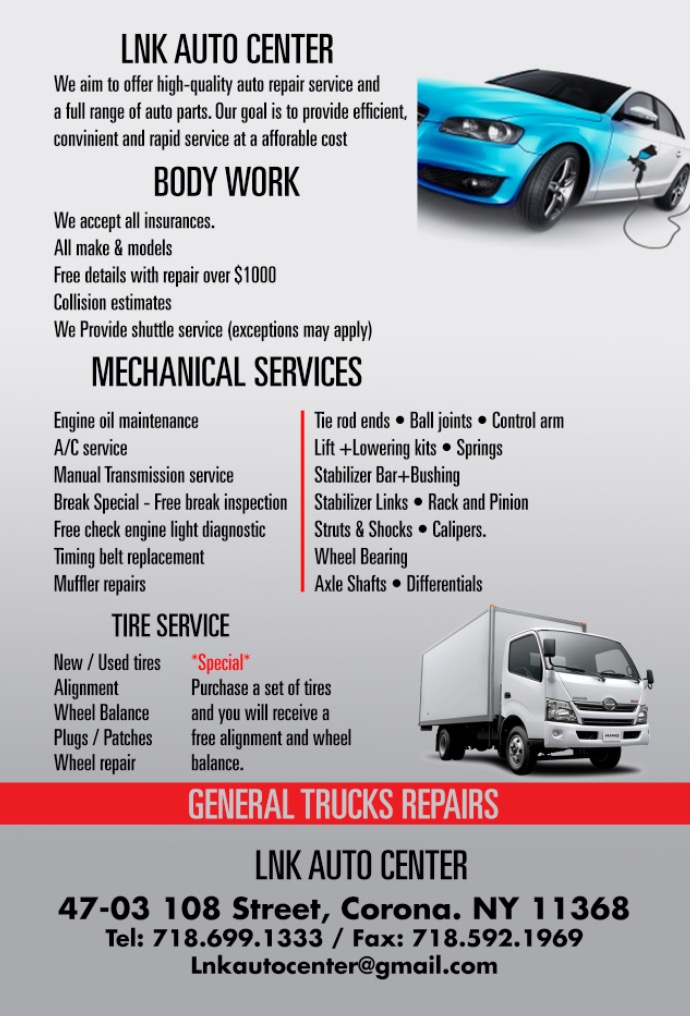 LNK AUTO CENTER
We aim to offer high-quality auto repair service and
a full range of auto parts. Our goal is to provide efficient,
convinient and rapid service at a afforable cost
BODY WORK
We accept all insurances.
All make & models
Free details with repair over $1000
Collision estimates
We Provide shuttle service (exceptions may apply)
MECHANICAL SERVICES
Engine oil maintenance
A/C service
Manual Transmission service
Break Special - Free break inspection
Free check engine light diagnostic
Timing belt replacement
Muffler repairs
Tie rod ends • Ball joints • Control arm
Lift +Lowering kits • Springs
Stabilizer Bar+Bushing
Stabilizer Links • Rack and Pinion
Struts & Shocks • Calipers.
Wheel Bearing
Axle Shafts • Differentials
TIRE SERVICE
New / Used tires
Alignment
Wheel Balance
Plugs / Patches
Wheel repair
*Special*
Purchase a set of tires
and you will receive a
free alignment and wheel
balance.
HINO
GENERAL TRUCKS REPAIRS
LNK AUTO CENTER
47-03 108 Street, Corona. NY 11368
Tel: 718.699.1333 / Fax: 718.592.1969
Lnkautocenter@gmail.com